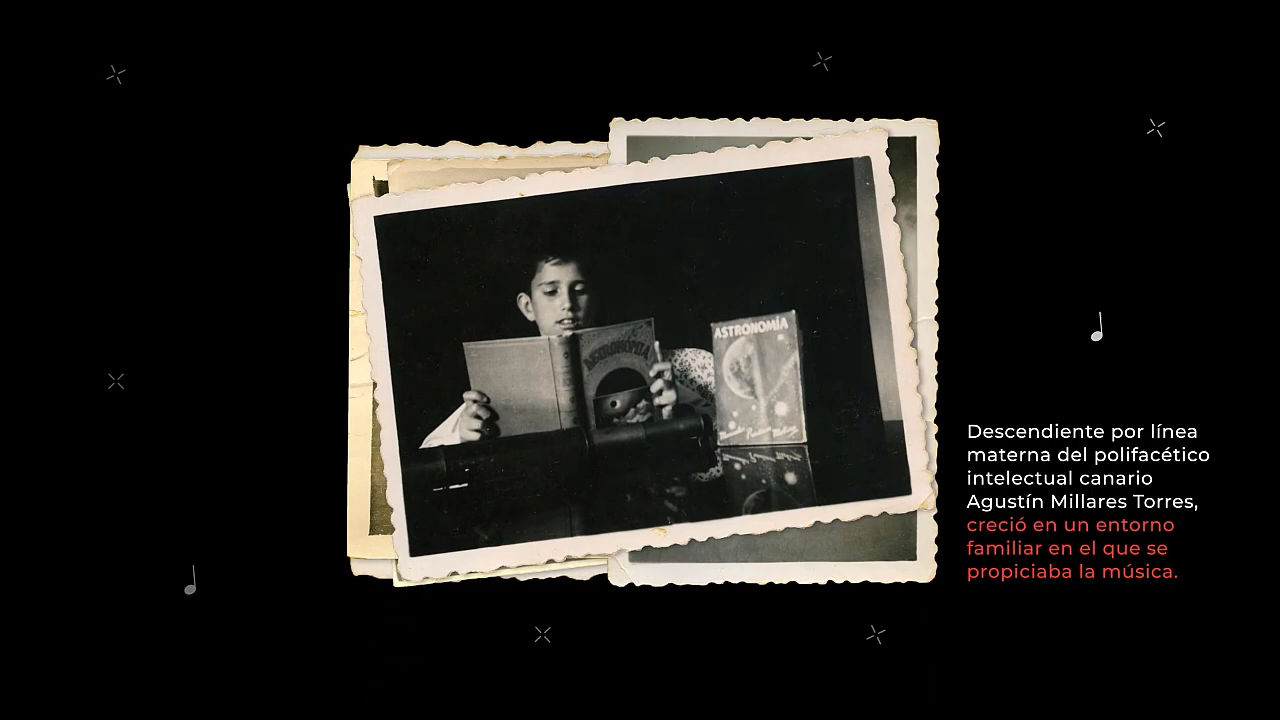 ASTRONOMÍA
ASTRONOMIA
Descendiente por línea
materna del polifacético
intelectual canario
Agustín Millares Torres,
creció en un entorno
familiar en el que se
propiciaba la música.